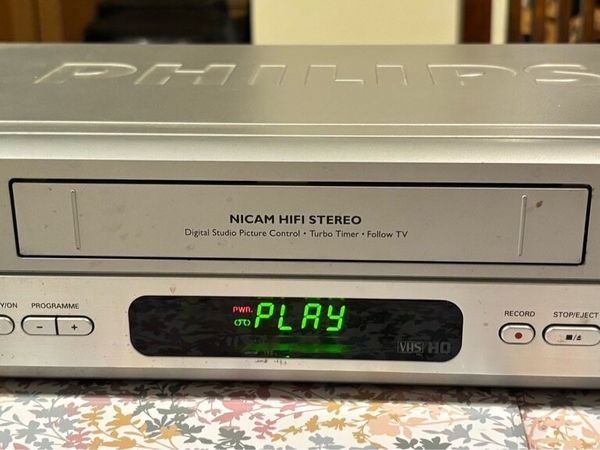 PHILIPS
NICAM HIFI STEREO
Digital Studio Picture Control • Turbo Timer • Follow TV
Y/ON PROGRAMME
- +
PWR.
PLAY
RECORD STOP/EJECT
VHS HQ